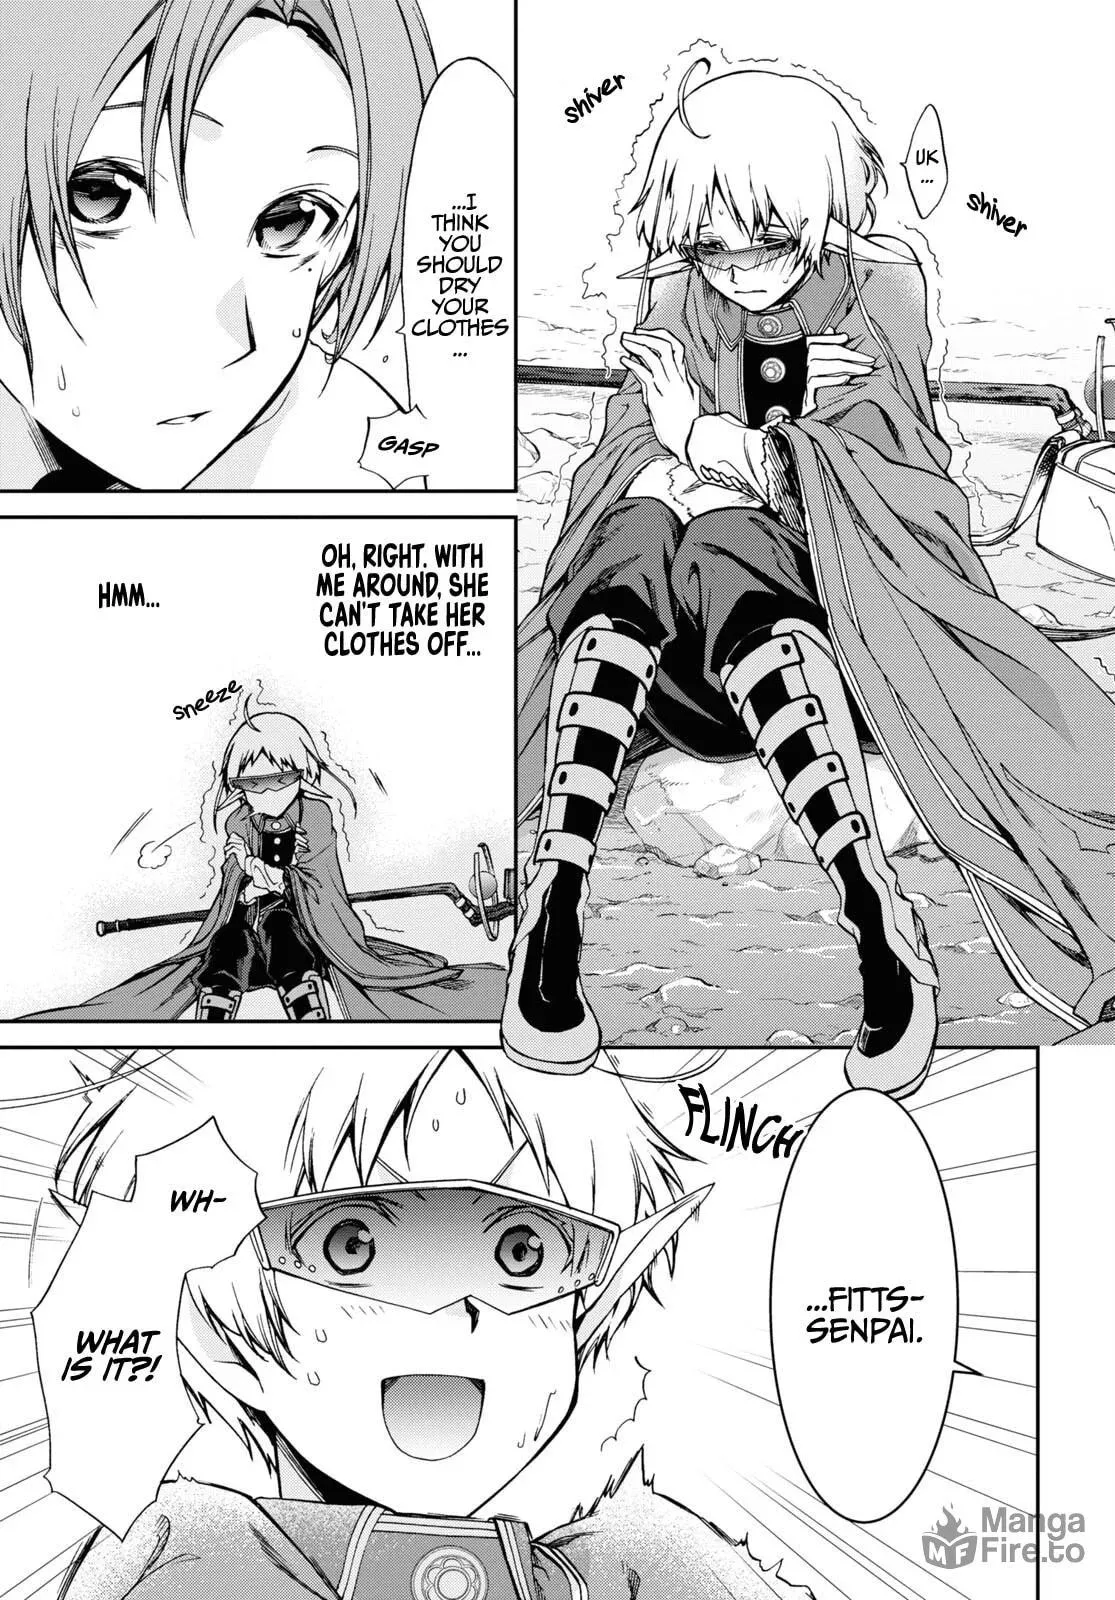 shiver
UK
...
shiver
...I
THINK
YOU
SHOULD
DRY
YOUR
CLOTHES
...
GASP
OH, RIGHT. WITH
ME AROUND, SHE
CAN'T TAKE HER
CLOTHES OFF...
HMM...
sneeze
FLINCH
...FITTS-
SENPAI.
WH-
WHAT
IS IT?!
Manga
Fire.to
MF